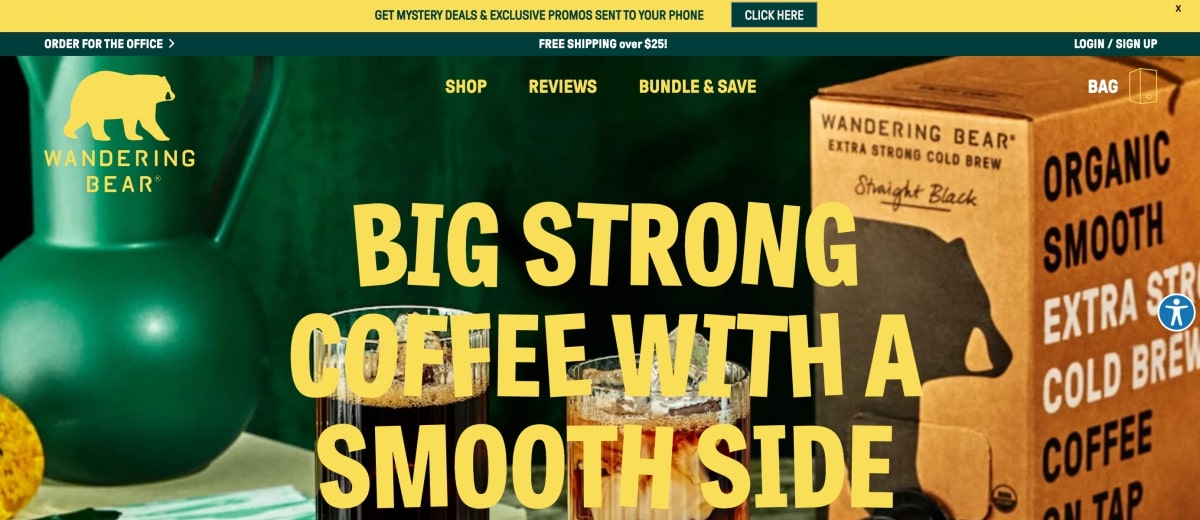 GET MYSTERY DEALS & EXCLUSIVE PROMOS SENT TO YOUR PHONE
CLICK HERE
X
ORDER FOR THE OFFICE >
FREE SHIPPING over $25!
LOGIN / SIGN UP
SHOP
REVIEWS
BUNDLE & SAVE
BAG
WANDERING
BEAR®
BIG STRONG
COFFEE WITH A
SMOOTH SIDE
WANDERING BEAR®
EXTRA STRONG COLD BREW
Straight Black
ORGANIC
SMOOTH
EXTRA STRO
COLD BREW
COFFEE
ON TAP